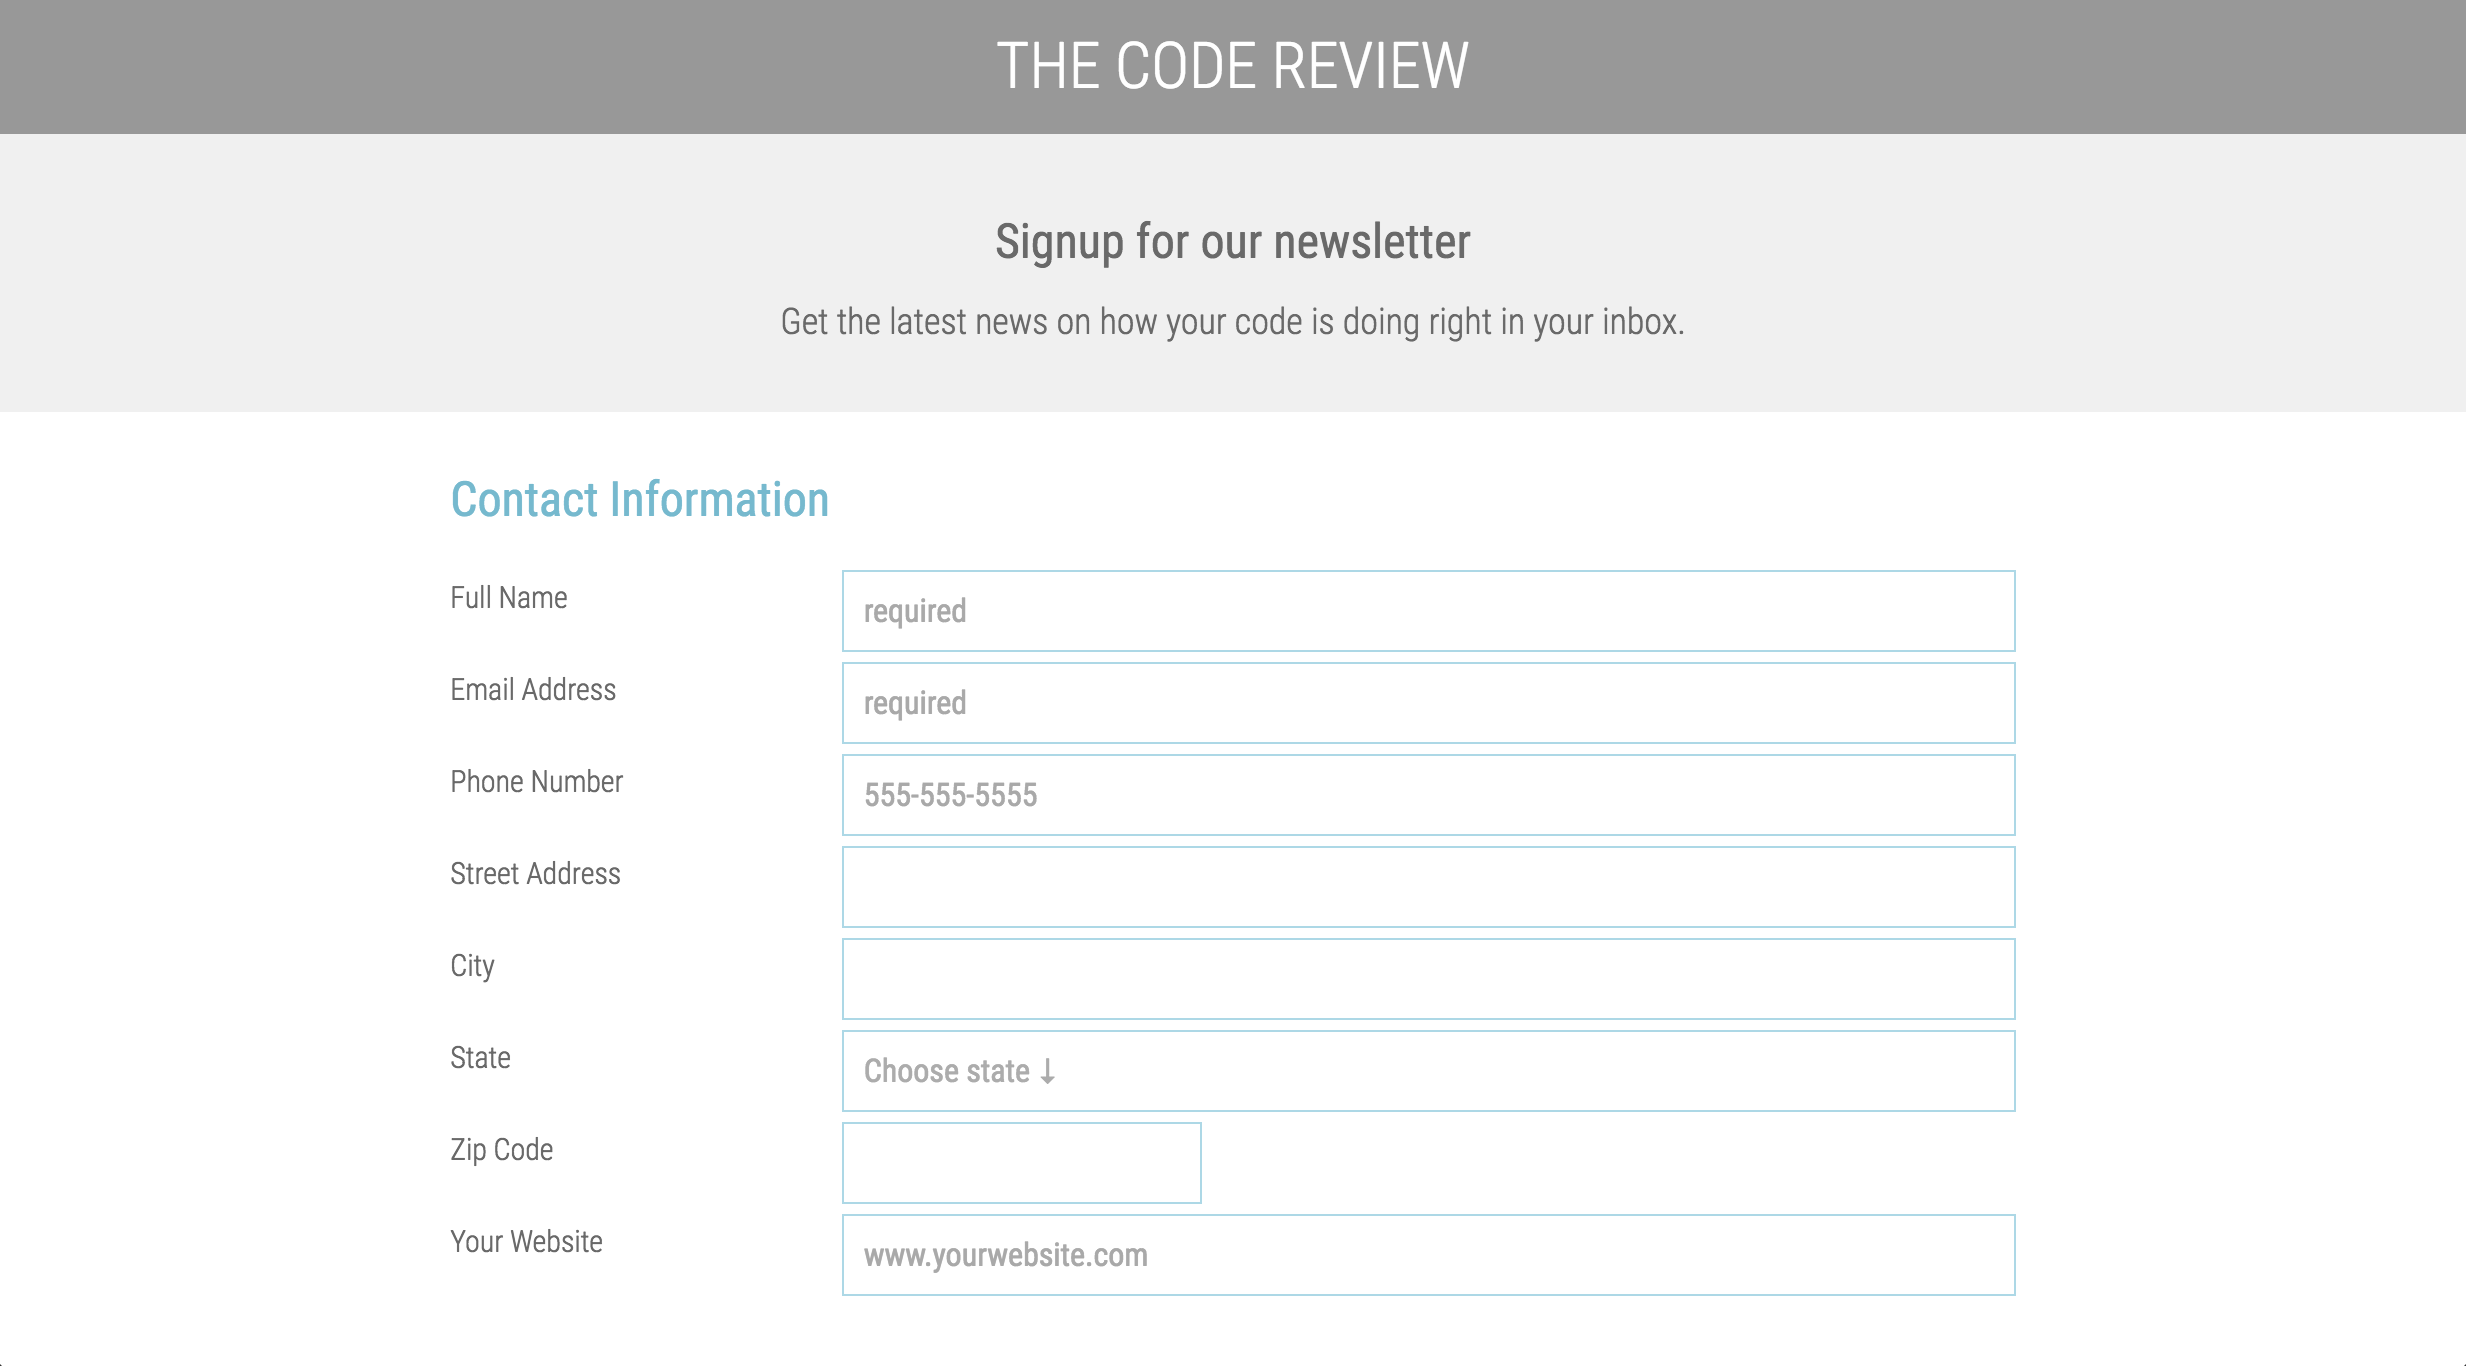 THE CODE REVIEW
Signup for our newsletter
Get the latest news on how your code is doing right in your inbox.
Contact Information
Full Name
required
Email Address
required
Phone Number
555-555-5555
Street Address
City
State
Choose state ↓
Zip Code
Your Website
www.yourwebsite.com